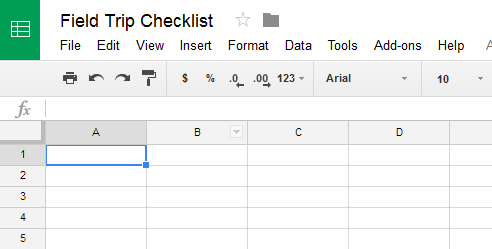 Field Trip Checklist
File Edit View Insert Format Data Tools Add-ons Help
$ % .0 .00 123 Arial 10
fx
A B C D
1
2
3
4
5